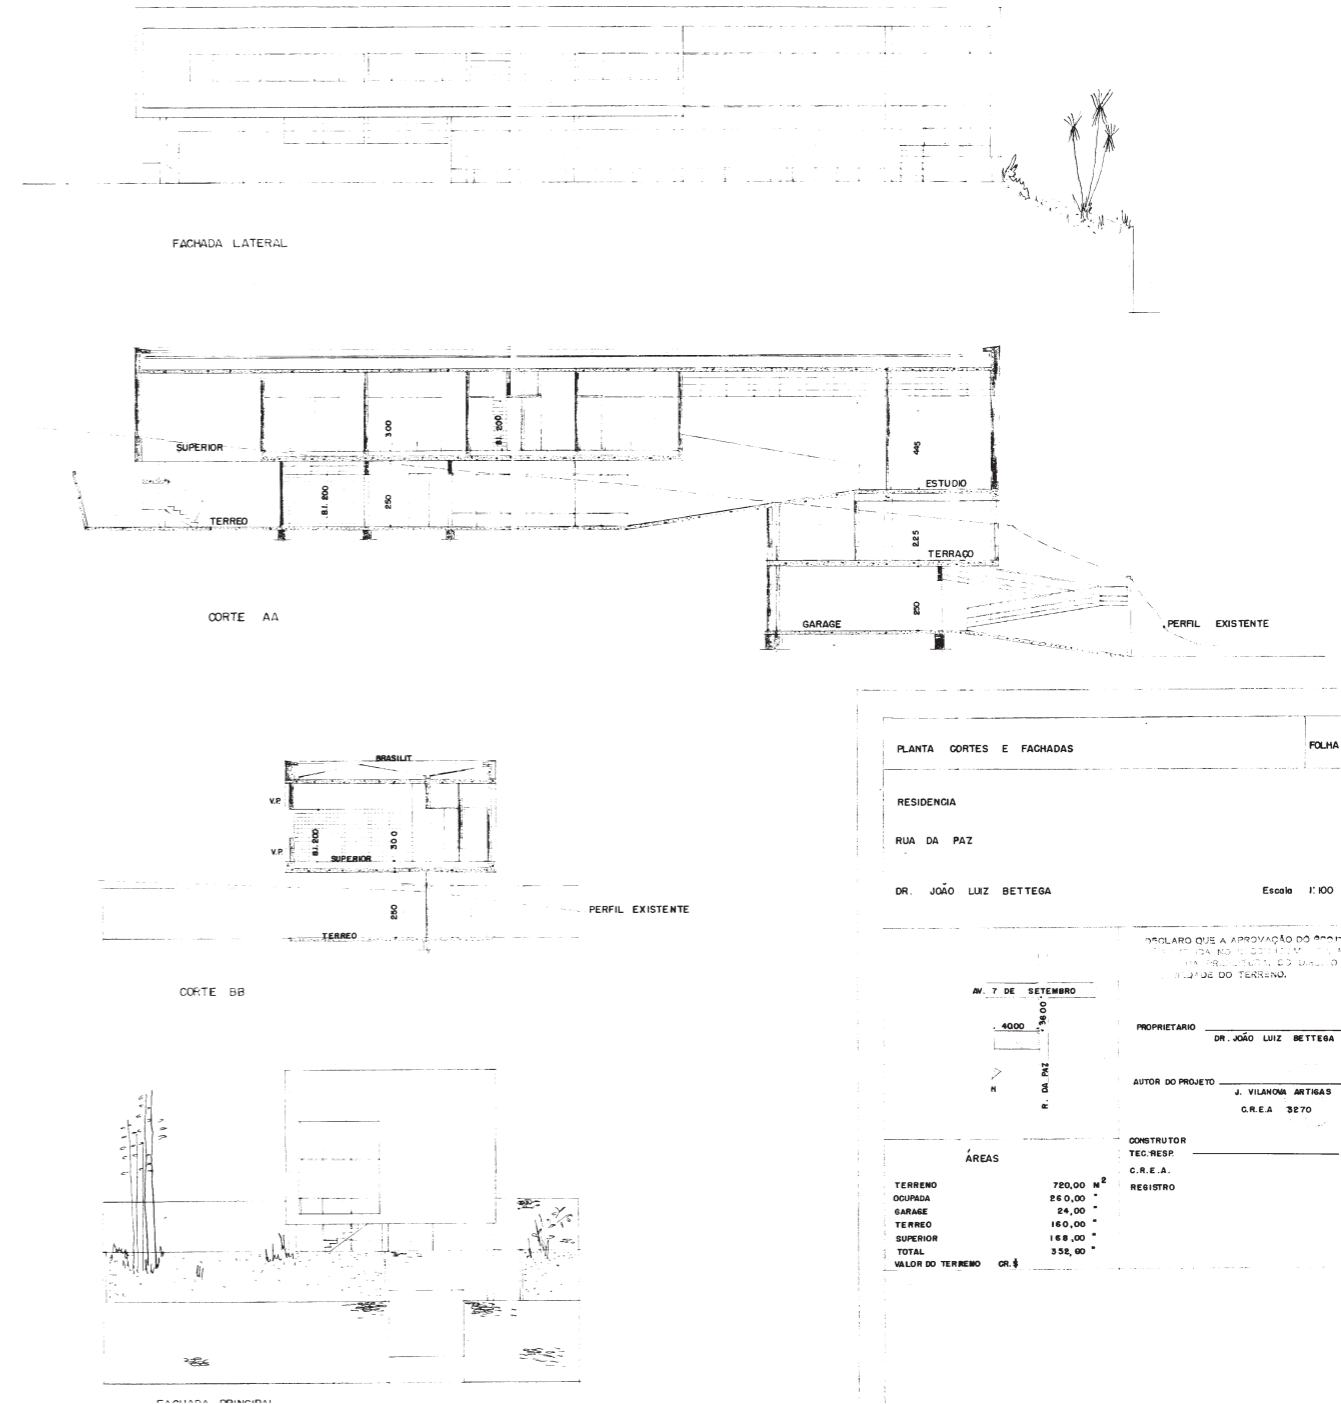 FACHADA LATERAL
SUPERIOR
300
B.I. 200
445
ESTUDIO
B.I. 200
250
TERREO
225
TERRAÇO
250
GARAGE
CORTE AA
PERFIL EXISTENTE
PLANTA CORTES E FACHADAS
FOLHA
BRASILIT
V.P.
B.I. 200
300
V.P.
SUPERIOR
RESIDENCIA
RUA DA PAZ
DR. JOÃO LUIZ BETTEGA
Escala 1:100
250
PERFIL EXISTENTE
TERREO
CORTE BB
DECLARO QUE A APROVAÇÃO DO
DO TERRENO.
AV. 7 DE SETEMBRO
40.00
36.00
R. DA PAZ
N
PROPRIETARIO
DR. JOÃO LUIZ BETTEGA
AUTOR DO PROJETO
J. VILANOVA ARTIGAS
C.R.E.A 3270
CONSTRUTOR
TEC. RESP.
C.R.E.A.
REGISTRO
ÁREAS
TERRENO 720,00 M²
OCUPADA 260,00 "
GARAGE 24,00 "
TERREO 160,00 "
SUPERIOR 168,00 "
TOTAL 352,00 "
VALOR DO TERRENO CR.$
FACHADA PRINCIPAL